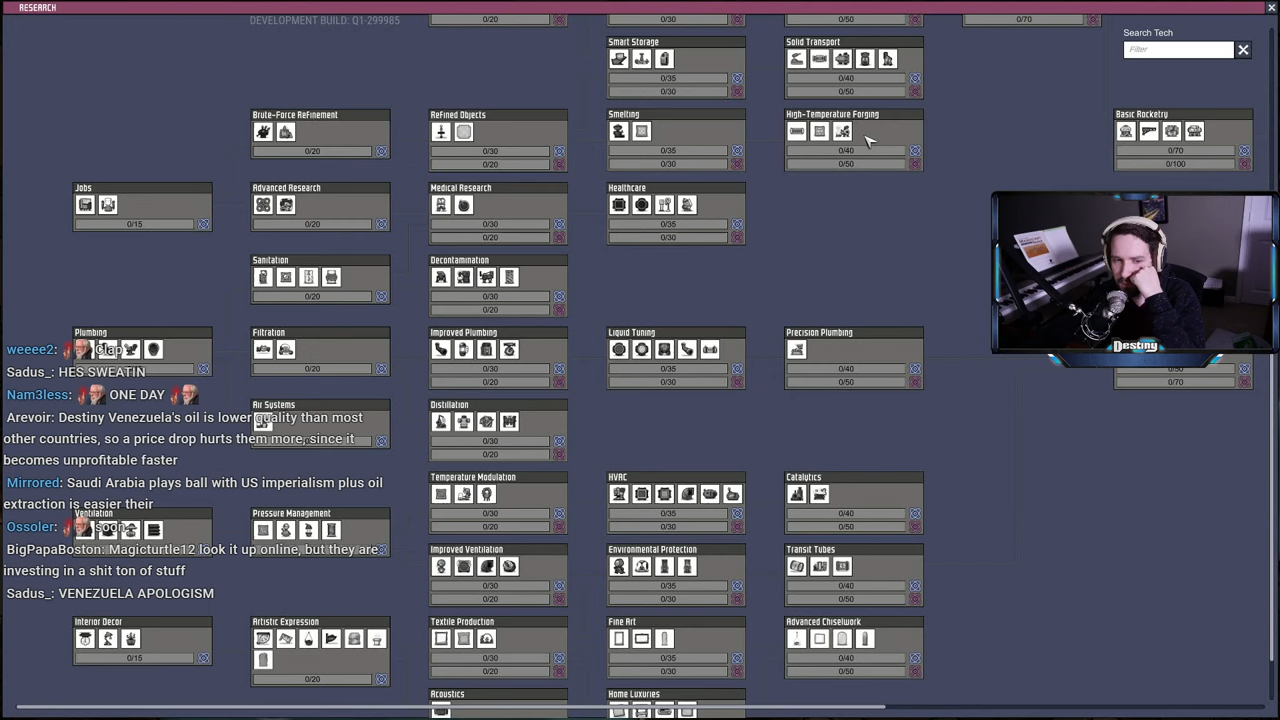 RESEARCH
DEVELOPMENT BUILD: Q1-299985
0/20
0/30
0/50
0/70
Search Tech
Filter
Smart Storage
0/35
0/30
Solid Transport
0/40
0/50
Brute-Force Refinement
0/20
Refined Objects
0/30
0/20
Smelting
0/35
0/30
High-Temperature Forging
0/40
0/50
Basic Rocketry
0/70
0/100
Jobs
0/15
Advanced Research
0/20
Medical Research
0/30
0/20
Healthcare
0/35
0/30
Sanitation
0/20
Decontamination
0/30
0/20
Plumbing
Filtration
0/20
Improved Plumbing
0/30
0/20
Liquid Tuning
0/35
0/30
Precision Plumbing
0/40
0/50
0/50
0/70
Destiny
Air Systems
Distillation
0/30
0/20
Temperature Modulation
0/30
0/20
HVAC
0/35
0/30
Catalytics
0/40
0/50
Ventilation
Pressure Management
Improved Ventilation
0/30
0/20
Environmental Protection
0/35
0/30
Transit Tubes
0/40
0/50
Interior Decor
0/15
Artistic Expression
0/20
Textile Production
0/30
0/20
Fine Art
0/35
0/30
Advanced Chiselwork
0/40
0/50
Acoustics
Home Luxuries
weeee2: Clap
Sadus_: HES SWEATIN
Nam3less: ONE DAY
Arevoir: Destiny Venezuela's oil is lower quality than most
other countries, so a price drop hurts them more, since it
becomes unprofitable faster
Mirrored: Saudi Arabia plays ball with US imperialism plus oil
extraction is easier their
Ossoler: soon
BigPapaBoston: Magicturtle12 look it up online, but they are
investing in a shit ton of stuff
Sadus_: VENEZUELA APOLOGISM